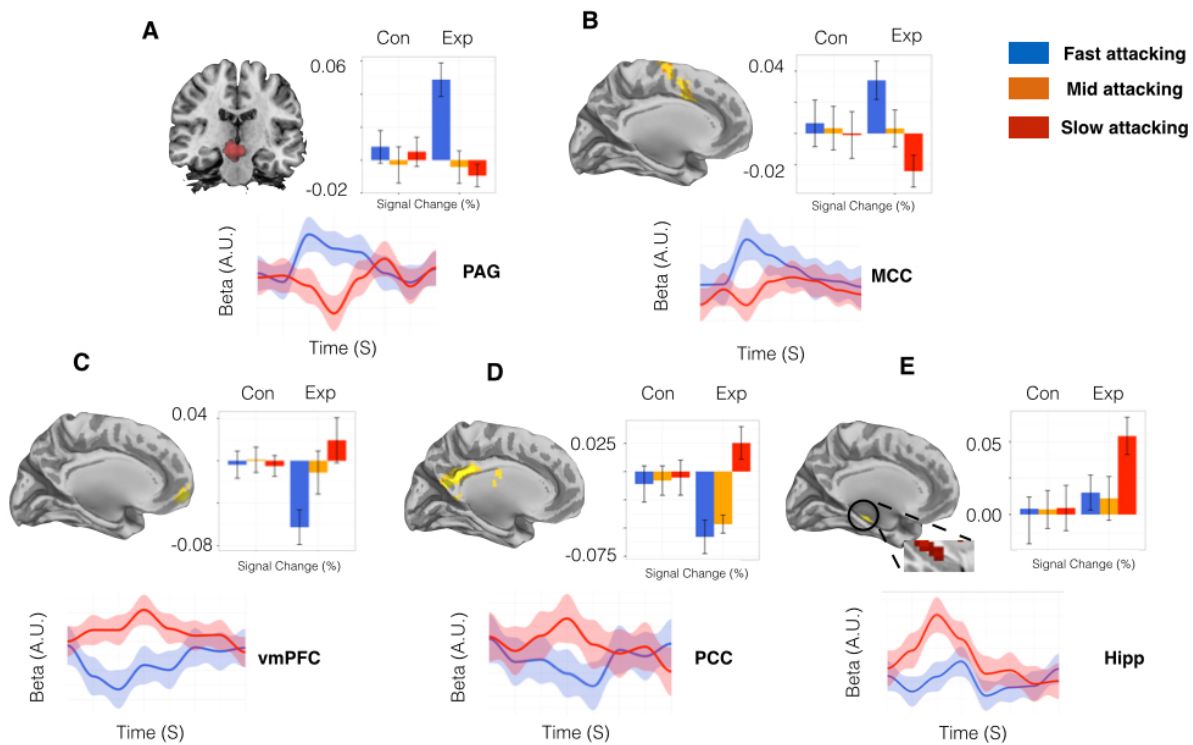 A
Con Exp
0.06
-0.02
Signal Change (%)
Beta (A.U.)
PAG
Time (S)
B
Con Exp
0.04
-0.02
Signal Change (%)
Beta (A.U.)
MCC
Time (S)
Fast attacking
Mid attacking
Slow attacking
C
Con Exp
0.04
-0.08
Signal Change (%)
Beta (A.U.)
vmPFC
Time (S)
D
Con Exp
0.025
-0.075
Signal Change (%)
Beta (A.U.)
PCC
Time (S)
E
Con Exp
0.05
0.00
Signal Change (%)
Beta (A.U.)
Hipp
Time (S)